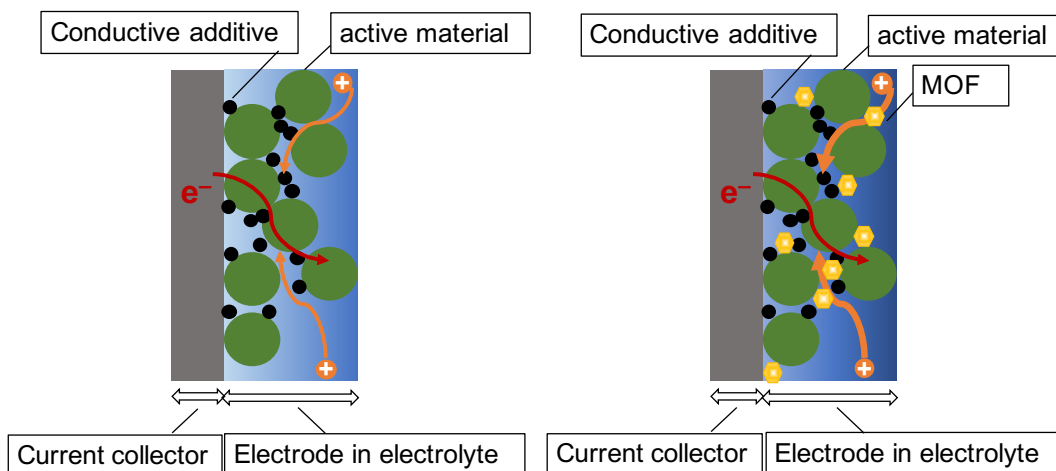 Conductive additive
active material
e–
+
+
Current collector
Electrode in electrolyte
Conductive additive
active material
MOF
e–
+
+
Current collector
Electrode in electrolyte